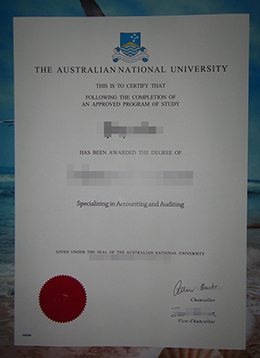 THE AUSTRALIAN NATIONAL UNIVERSITY
THIS IS TO CERTIFY THAT
FOLLOWING THE COMPLETION OF
AN APPROVED PROGRAM OF STUDY
HAS BEEN AWARDED THE DEGREE OF
Specialising in Accounting and Auditing
GIVEN UNDER THE SEAL OF THE AUSTRALIAN NATIONAL UNIVERSITY
Chancellor
Vice-Chancellor